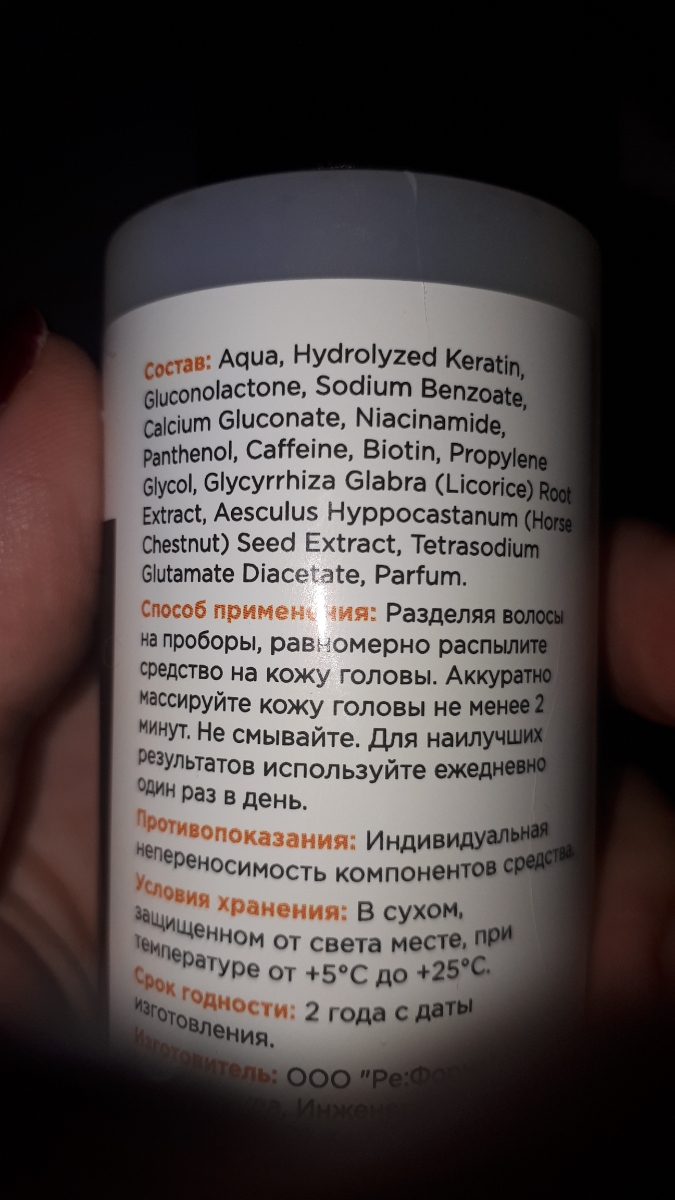 Состав: Aqua, Hydrolyzed Keratin,
Gluconolactone, Sodium Benzoate,
Calcium Gluconate, Niacinamide,
Panthenol, Caffeine, Biotin, Propylene
Glycol, Glycyrrhiza Glabra (Licorice) Root
Extract, Aesculus Hyppocastanum (Horse
Chestnut) Seed Extract, Tetrasodium
Glutamate Diacetate, Parfum.
Способ применения: Разделяя волосы
на проборы, равномерно распылите
средство на кожу головы. Аккуратно
массируйте кожу головы не менее 2
минут. Не смывайте. Для наилучших
результатов используйте ежедневно
один раз в день.
Противопоказания: Индивидуальная
непереносимость компонентов средства
Условия хранения: В сухом,
защищенном от света месте, при
температуре от +5°C до +25°C.
Срок годности: 2 года с даты
изготовления.
Изготовитель: ООО